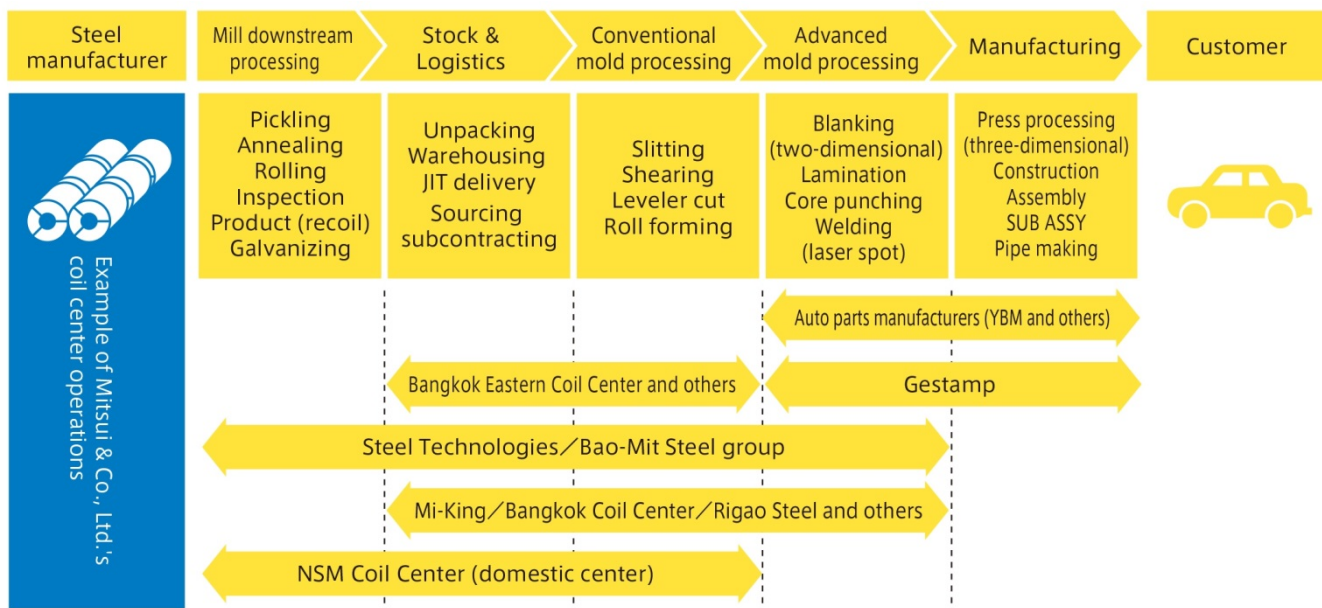 Steel
manufacturer
Mill downstream
processing
Stock &
Logistics
Conventional
mold processing
Advanced
mold processing
Manufacturing
Customer
Example of Mitsui & Co., Ltd.'s
coil center operations
Pickling
Annealing
Rolling
Inspection
Product (recoil)
Galvanizing
Unpacking
Warehousing
JIT delivery
Sourcing
subcontracting
Slitting
Shearing
Leveler cut
Roll forming
Blanking
(two-dimensional)
Lamination
Core punching
Welding
(laser spot)
Press processing
(three-dimensional)
Construction
Assembly
SUB ASSY
Pipe making
Auto parts manufacturers (YBM and others)
Bangkok Eastern Coil Center and others
Gestamp
Steel Technologies／Bao-Mit Steel group
Mi-King／Bangkok Coil Center／Rigao Steel and others
NSM Coil Center (domestic center)